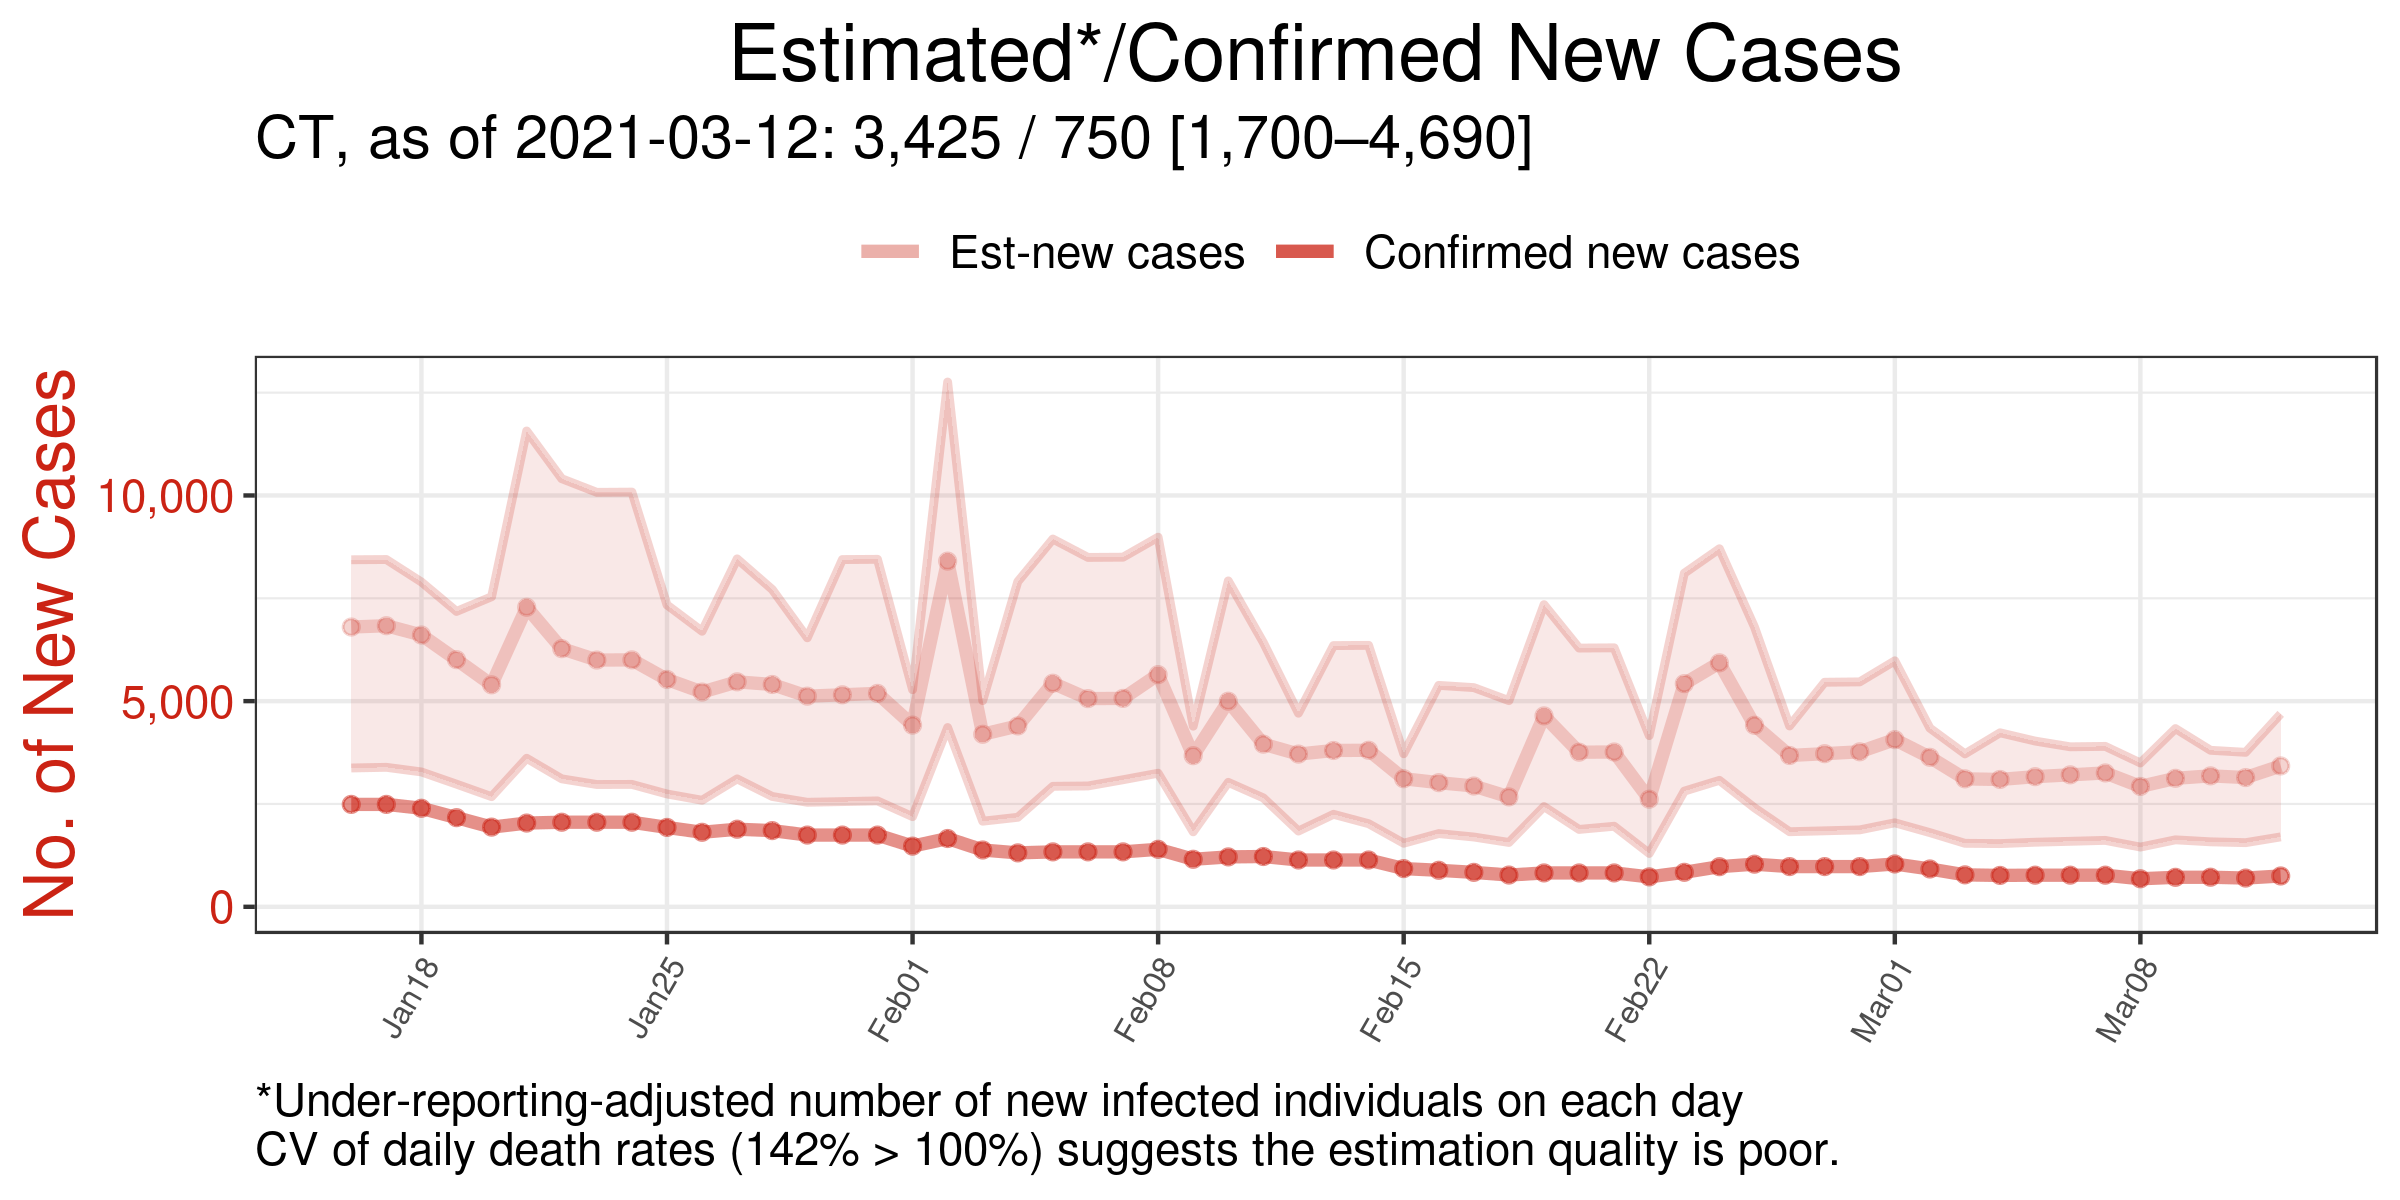 Estimated*/Confirmed New Cases
CT, as of 2021-03-12: 3,425 / 750 [1,700–4,690]
Est-new cases
Confirmed new cases
No. of New Cases
10,000
5,000
0
Jan18
Jan25
Feb01
Feb08
Feb15
Feb22
Mar01
Mar08
*Under-reporting-adjusted number of new infected individuals on each day
CV of daily death rates (142% > 100%) suggests the estimation quality is poor.